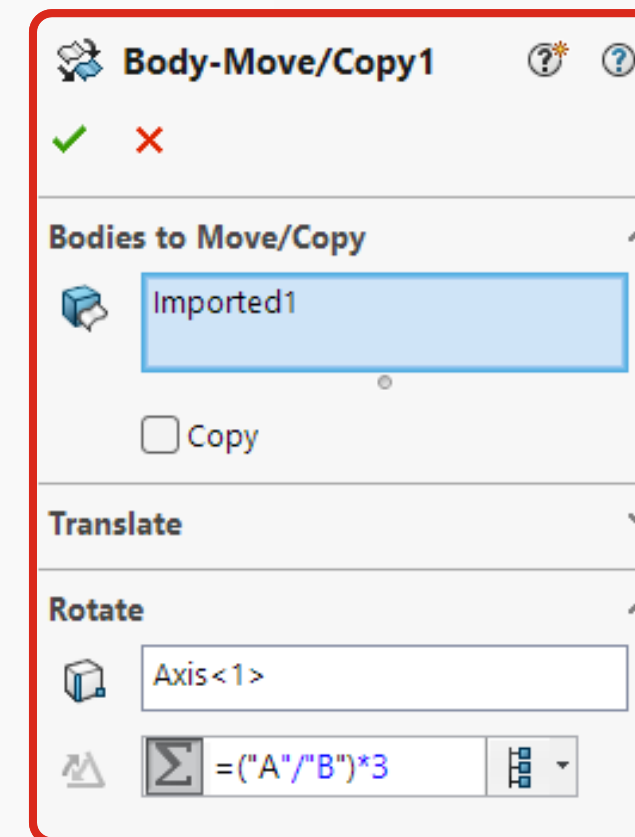 Body-Move/Copy1
Bodies to Move/Copy
Imported1
Copy
Translate
Rotate
Axis<1>
=("A"/"B")*3